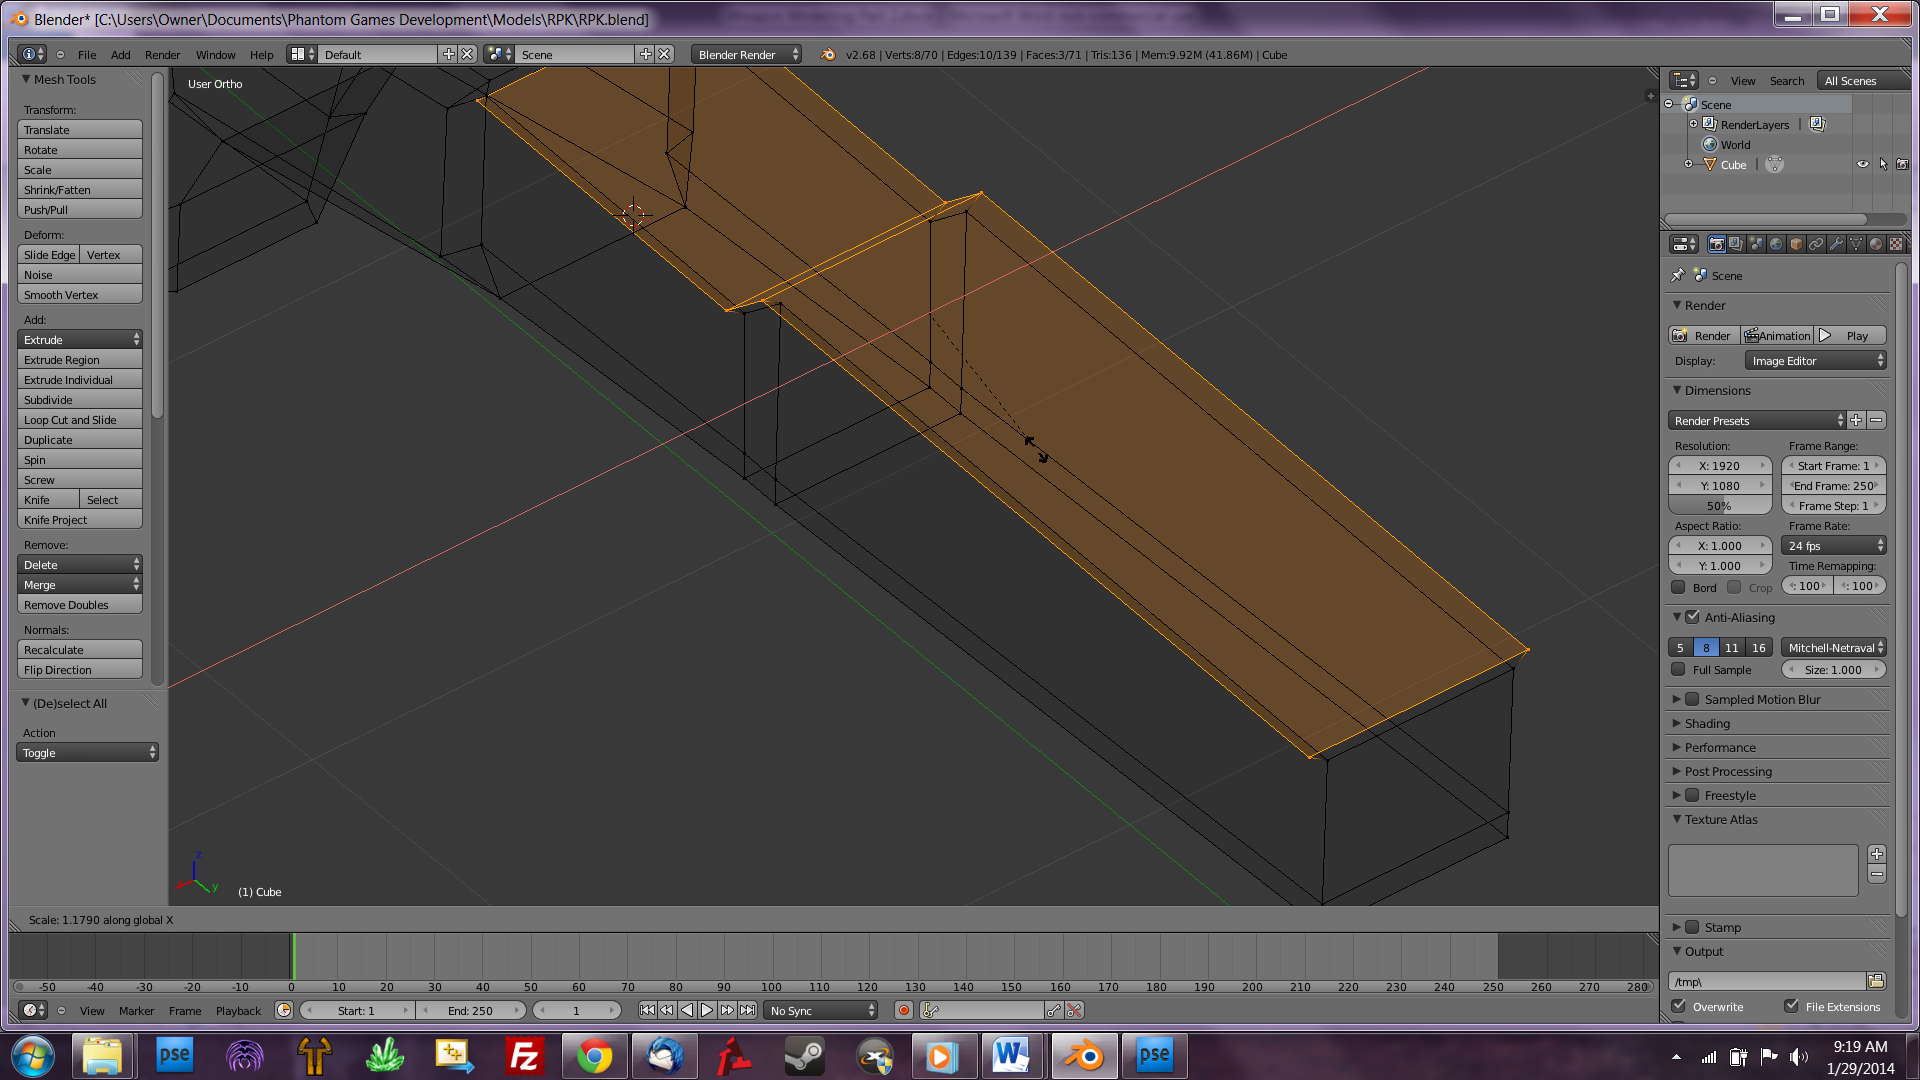 Blender* [C:\Users\Owner\Documents\Phantom Games Development\Models\RPK\RPK.blend]
File Add Render Window Help Default Scene Blender Render v2.68 | Verts:8/70 | Edges:10/139 | Faces:3/71 | Tris:136 | Mem:9.92M (41.86M) | Cube
Mesh Tools
Transform:
Translate
Rotate
Scale
Shrink/Fatten
Push/Pull
Deform:
Slide Edge Vertex
Noise
Smooth Vertex
Add:
Extrude
Extrude Region
Extrude Individual
Subdivide
Loop Cut and Slide
Duplicate
Spin
Screw
Knife Select
Knife Project
Remove:
Delete
Merge
Remove Doubles
Normals:
Recalculate
Flip Direction
(De)select All
Action
Toggle
User Ortho
z
y
(1) Cube
Scale: 1.1790 along global X
View Search All Scenes
Scene
RenderLayers |
World
Cube |
Scene
Render
Render Animation Play
Display: Image Editor
Dimensions
Render Presets
Resolution: Frame Range:
X: 1920 Start Frame: 1
Y: 1080 End Frame: 250
50% Frame Step: 1
Aspect Ratio: Frame Rate:
X: 1.000 24 fps
Y: 1.000 Time Remapping:
Bord Crop : 100 : 100
Anti-Aliasing
5 8 11 16 Mitchell-Netraval
Full Sample Size: 1.000
Sampled Motion Blur
Shading
Performance
Post Processing
Freestyle
Texture Atlas
Stamp
Output
/tmp\
Overwrite File Extensions
-50 -40 -30 -20 -10 0 10 20 30 40 50 60 70 80 90 100 110 120 130 140 150 160 170 180 190 200 210 220 230 240 250 260 270 280
View Marker Frame Playback Start: 1 End: 250 1 No Sync
pse Fz W pse
9:19 AM
1/29/2014